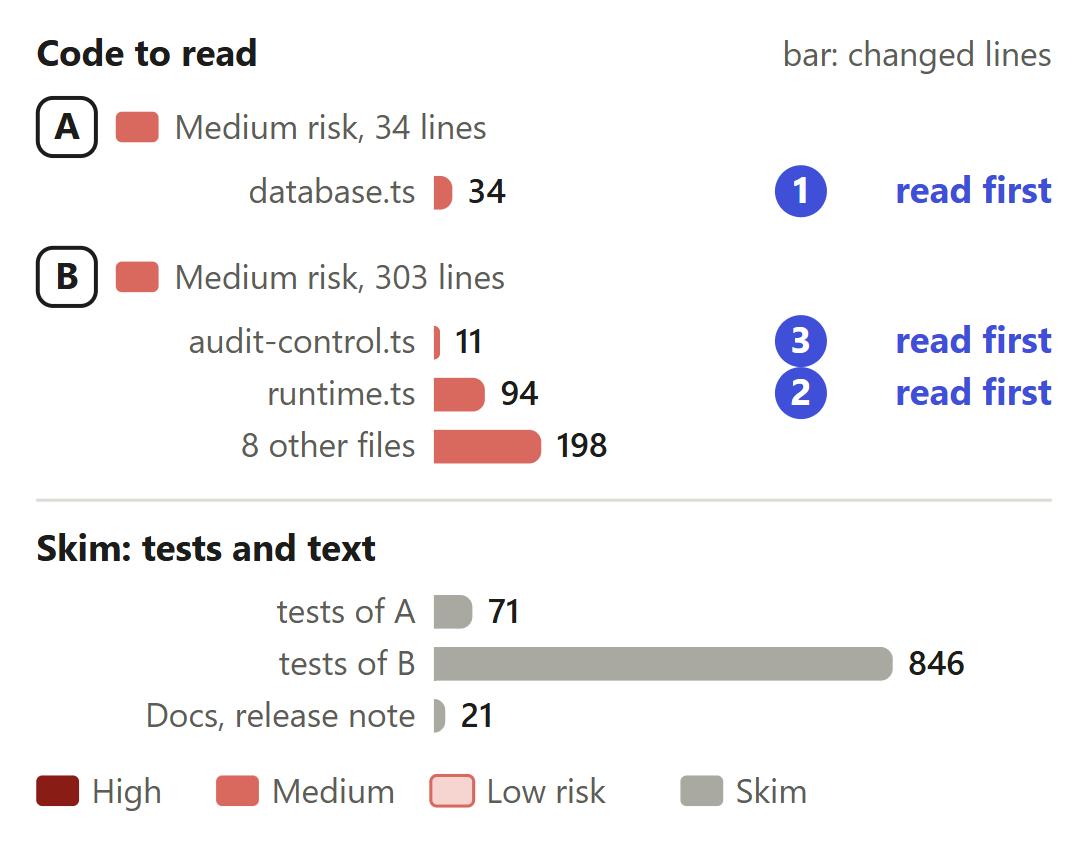 Code to read bar: changed lines
A Medium risk, 34 lines
database.ts 34 1 read first
B Medium risk, 303 lines
audit-control.ts 11 3 read first
runtime.ts 94 2 read first
8 other files 198
Skim: tests and text
tests of A 71
tests of B 846
Docs, release note 21
High Medium Low risk Skim